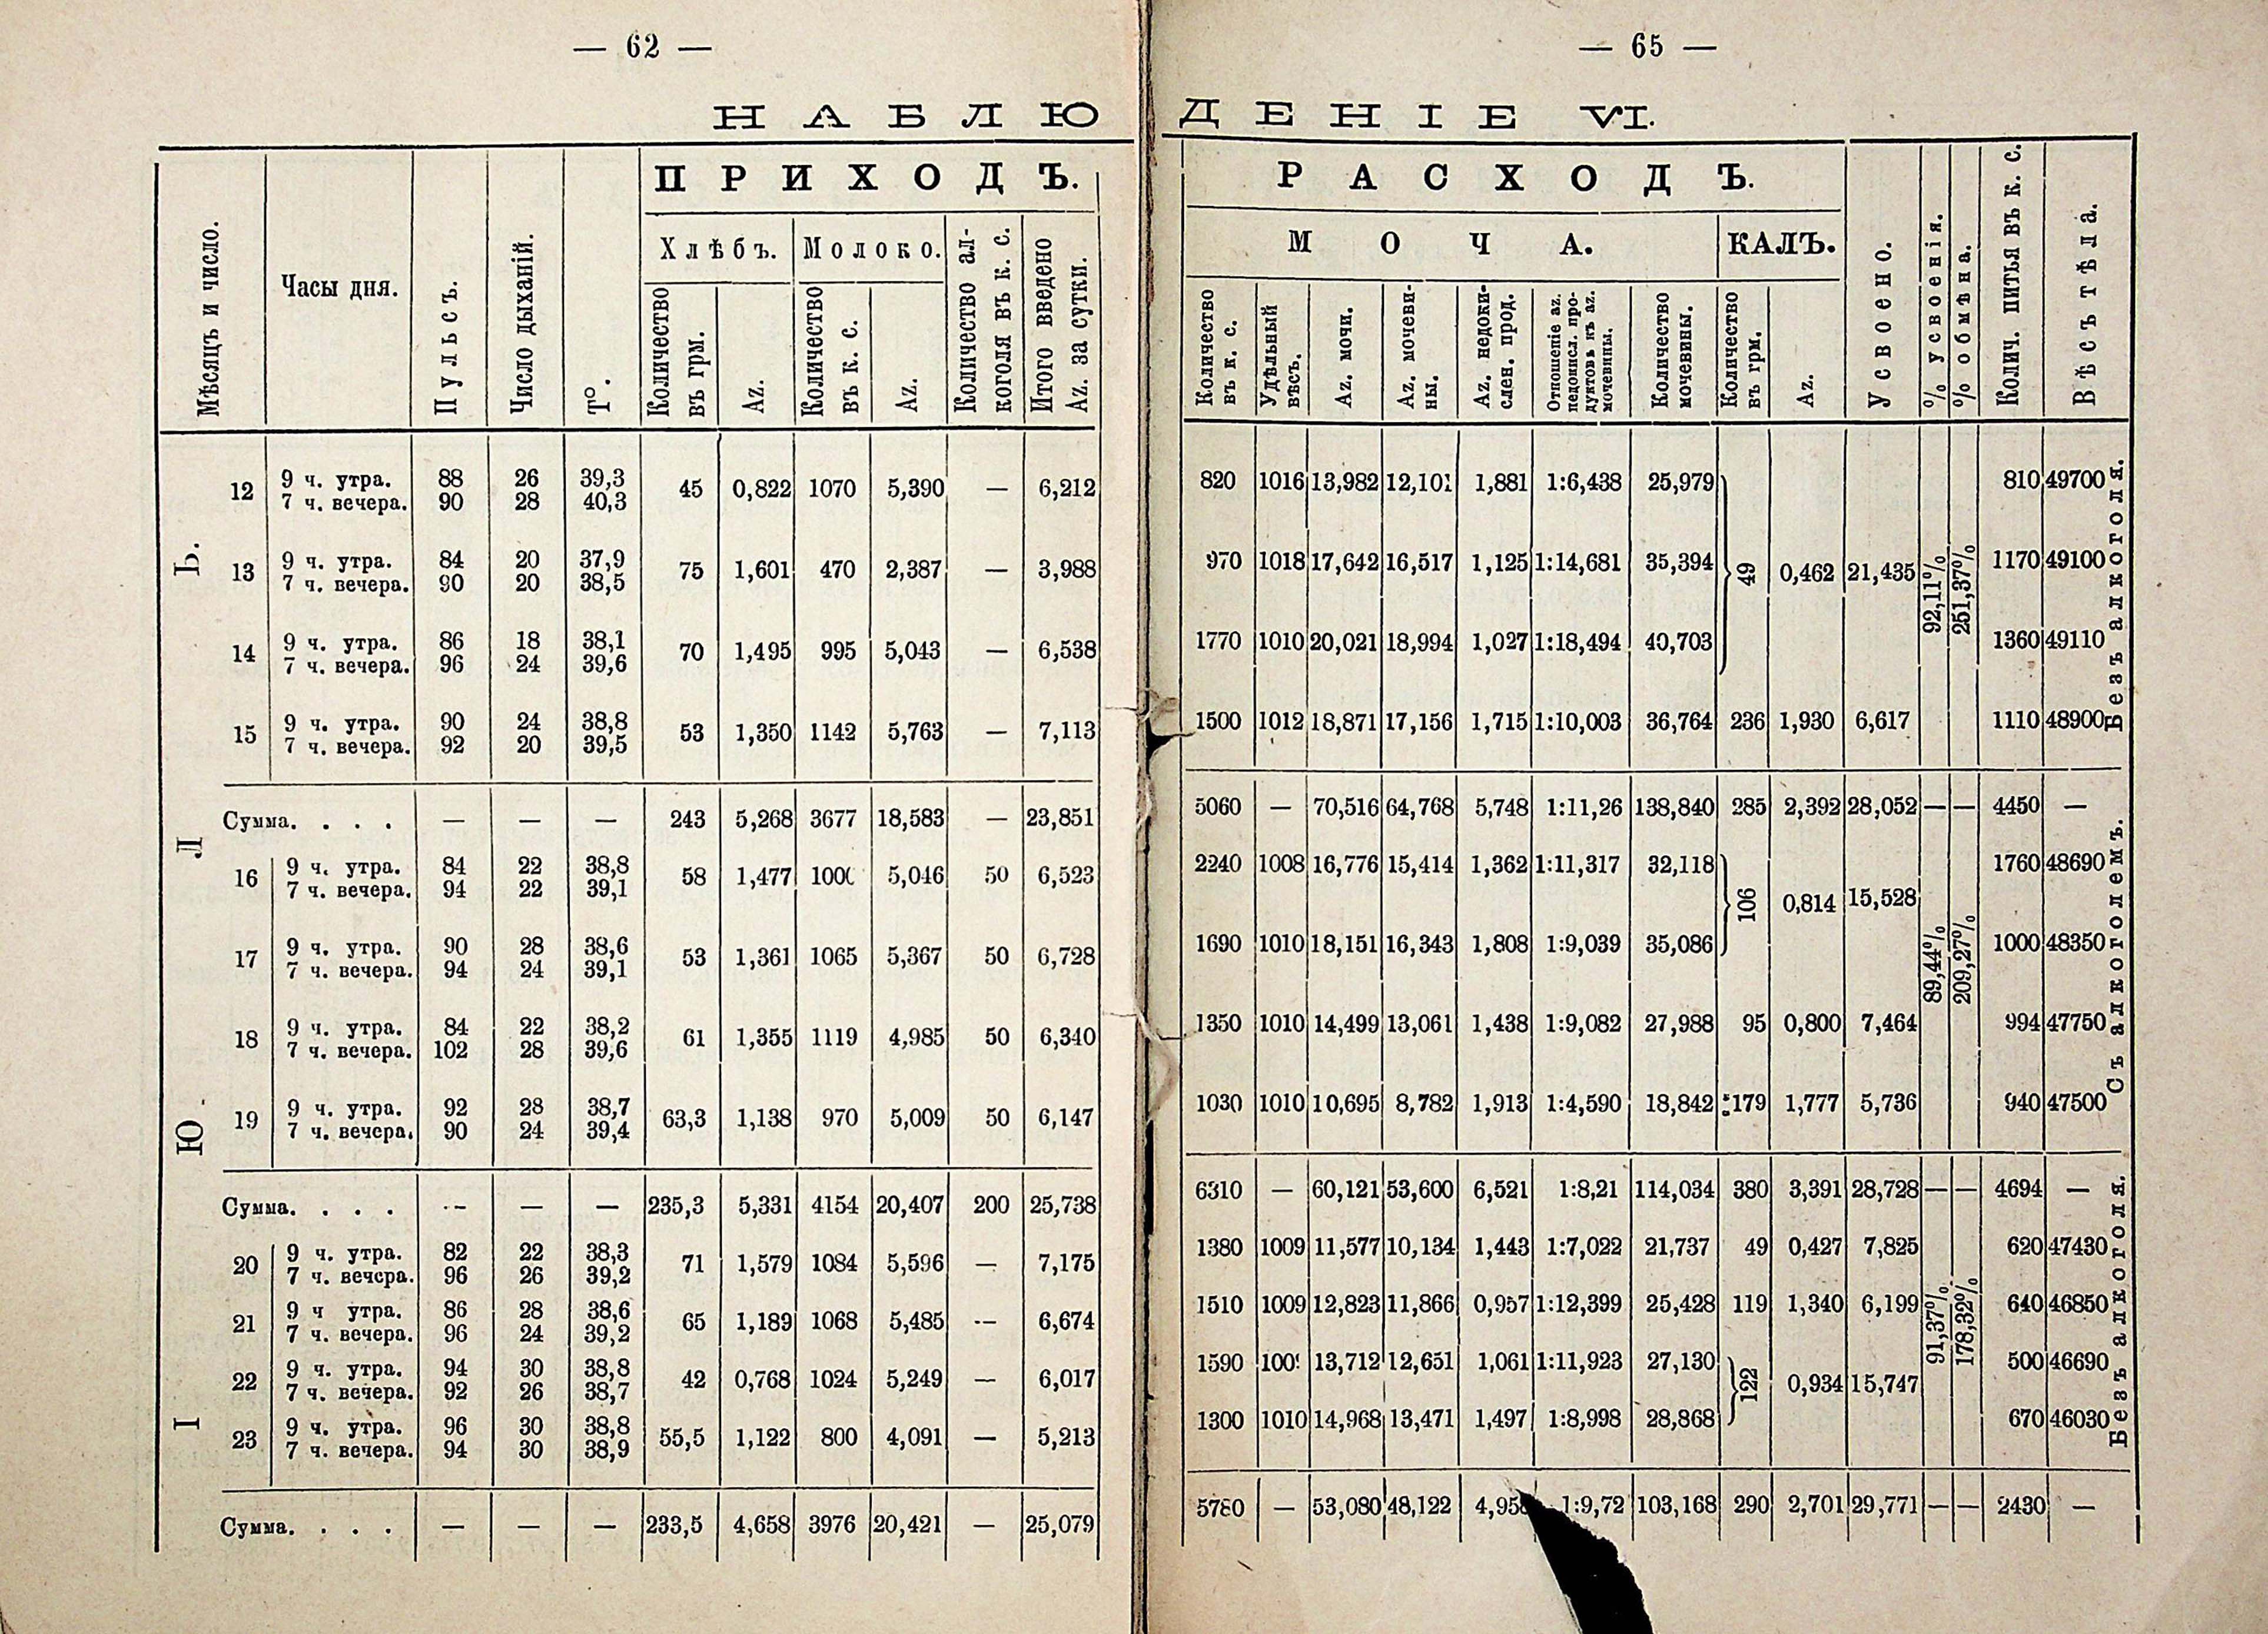 — 62 —
НАБЛЮ
Мѣсяцъ и число.
Часы дня.
Пульсъ.
Число дыханій.
Т°.
ПРИХОДЪ.
Хлѣбъ.
Молоко.
Количество въ грм.
Az.
Количество въ к. с.
Az.
Количество алкоголя въ к. с.
Итого введено Az. за сутки.
ІЮЛЬ.
12 9 ч. утра. 88 26 39,3 45 0,822 1070 5,390 — 6,212
7 ч. вечера. 90 28 40,3
13 9 ч. утра. 84 20 37,9 75 1,601 470 2,387 — 3,988
7 ч. вечера. 90 20 38,5
14 9 ч. утра. 86 18 38,1 70 1,495 995 5,043 — 6,538
7 ч. вечера. 96 24 39,6
15 9 ч. утра. 90 24 38,8 53 1,350 1142 5,763 — 7,113
7 ч. вечера. 92 20 39,5
Сумма. . . . — — — 243 5,268 3677 18,583 — 23,851
16 9 ч. утра. 84 22 38,8 58 1,477 1000 5,046 50 6,523
7 ч. вечера. 94 22 39,1
17 9 ч. утра. 90 28 38,6 53 1,361 1065 5,367 50 6,728
7 ч. вечера. 94 24 39,1
18 9 ч. утра. 84 22 38,2 61 1,355 1119 4,985 50 6,340
7 ч. вечера. 102 28 39,6
19 9 ч. утра. 92 28 38,7 63,3 1,138 970 5,009 50 6,147
7 ч. вечера. 90 24 39,4
Сумма. . . . — — — 235,3 5,331 4154 20,407 200 25,738
20 9 ч. утра. 82 22 38,3 71 1,579 1084 5,596 — 7,175
7 ч. вечера. 96 26 39,2
21 9 ч утра. 86 28 38,6 65 1,189 1068 5,485 — 6,674
7 ч. вечера. 96 24 39,2
22 9 ч. утра. 94 30 38,8 42 0,768 1024 5,249 — 6,017
7 ч. вечера. 92 26 38,7
23 9 ч. утра. 96 30 38,8 55,5 1,122 800 4,091 — 5,213
7 ч. вечера. 94 30 38,9
Сумма. . . . — — — 233,5 4,658 3976 20,421 — 25,079
— 65 —
ДЕНІЕ VI.
РАСХОДЪ.
МОЧА.
КАЛЪ.
Количество въ к. с.
Удѣльный вѣсъ.
Az. мочи.
Az. мочевины.
Az. недокислен. прод.
Отношеніе az. недокисл. продуктовъ къ az. мочевины.
Количество мочевины.
Количество въ грм.
Az.
Усвоено.
% усвоенія.
% обмѣна.
Колич. питья въ к. с.
Вѣсъ тѣла.
820 1016 13,982 12,101 1,881 1:6,438 25,979 810 49700
970 1018 17,642 16,517 1,125 1:14,681 35,394 49 0,462 21,435 1170 49100
1770 1010 20,021 18,994 1,027 1:18,494 40,703 1360 49110
1500 1012 18,871 17,156 1,715 1:10,003 36,764 236 1,930 6,617 1110 48900
92,11% 251,37%
Безъ алкоголя.
5060 — 70,516 64,768 5,748 1:11,26 138,840 285 2,392 28,052 — — 4450 —
2240 1008 16,776 15,414 1,362 1:11,317 32,118 106 0,814 15,528 1760 48690
1690 1010 18,151 16,343 1,808 1:9,039 35,086 1000 48350
1350 1010 14,499 13,061 1,438 1:9,082 27,988 95 0,800 7,464 994 47750
1030 1010 10,695 8,782 1,913 1:4,590 18,842 179 1,777 5,736 940 47500
89,44% 209,27%
Съ алкоголемъ.
6310 — 60,121 53,600 6,521 1:8,21 114,034 380 3,391 28,728 — — 4694 —
1380 1009 11,577 10,134 1,443 1:7,022 21,737 49 0,427 7,825 620 47430
1510 1009 12,823 11,866 0,957 1:12,399 25,428 119 1,340 6,199 640 46850
1590 13,712 12,651 1,061 1:11,923 27,130 122 0,934 15,747 500 46690
1300 1010 14,968 13,471 1,497 1:8,998 28,868 670 46030
91,37% 178,32%
Безъ алкоголя.
5780 — 53,080 48,122 1:9,72 103,168 290 2,701 29,771 — — 2430 —